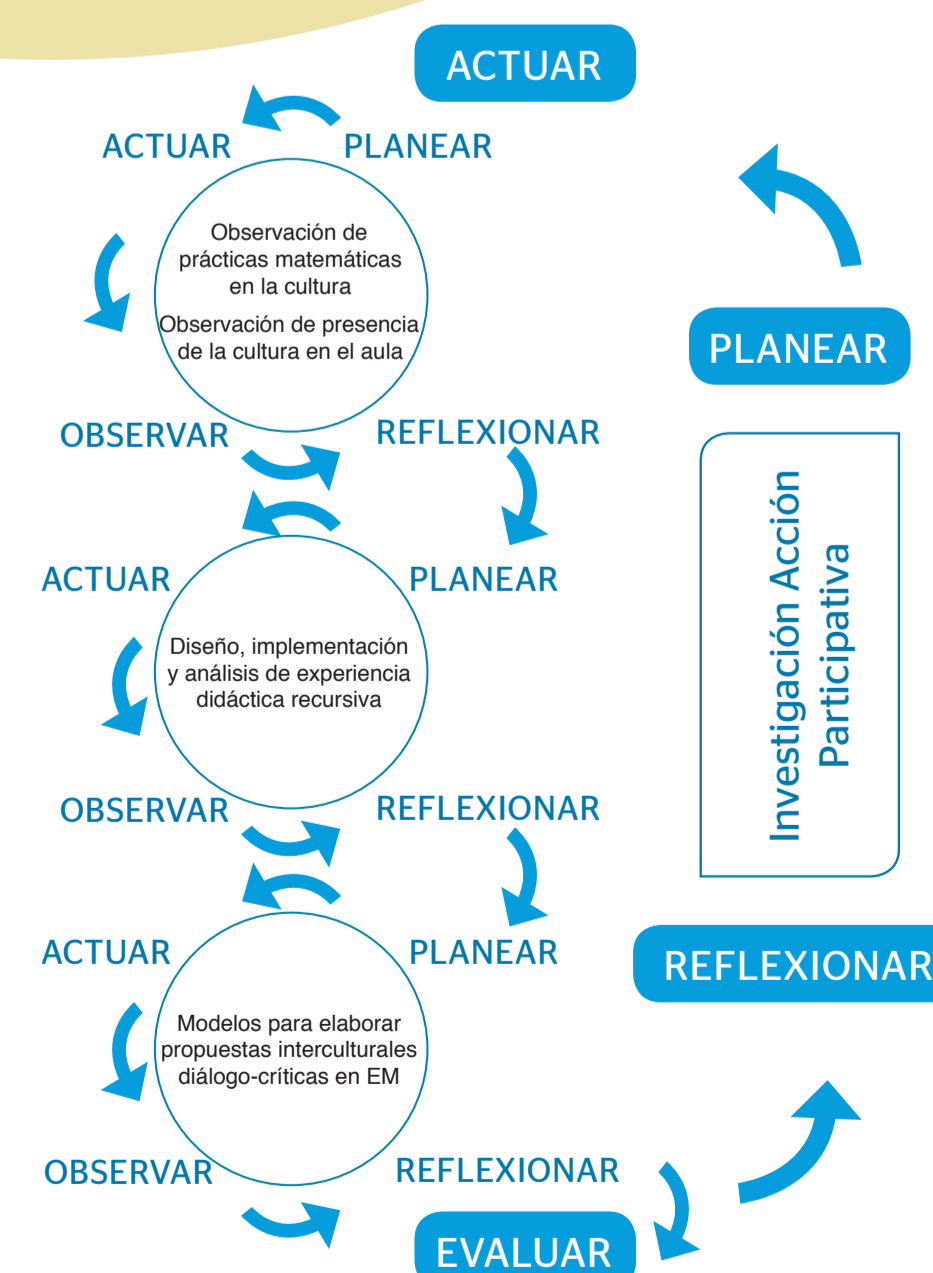 ACTUAR
ACTUAR
PLANEAR
Observación de
prácticas matemáticas
en la cultura
Observación de presencia
de la cultura en el aula
OBSERVAR
REFLEXIONAR
ACTUAR
PLANEAR
Diseño, implementación
y análisis de experiencia
didáctica recursiva
OBSERVAR
REFLEXIONAR
ACTUAR
PLANEAR
Modelos para elaborar
propuestas interculturales
diálogo-críticas en EM
OBSERVAR
REFLEXIONAR
EVALUAR
PLANEAR
Investigación Acción
Participativa
REFLEXIONAR